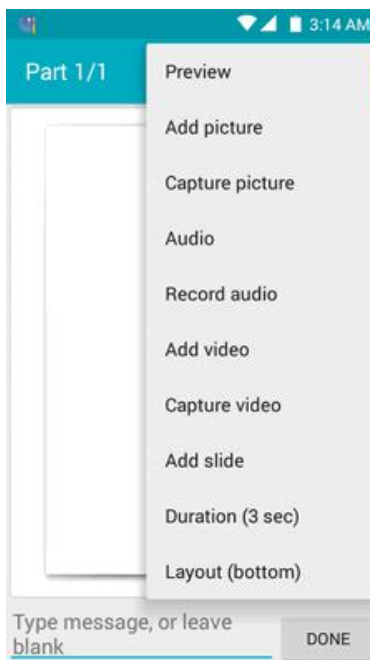 3:14 AM
Part 1/1
Preview
Add picture
Capture picture
Audio
Record audio
Add video
Capture video
Add slide
Duration (3 sec)
Layout (bottom)
Type message, or leave
blank
DONE